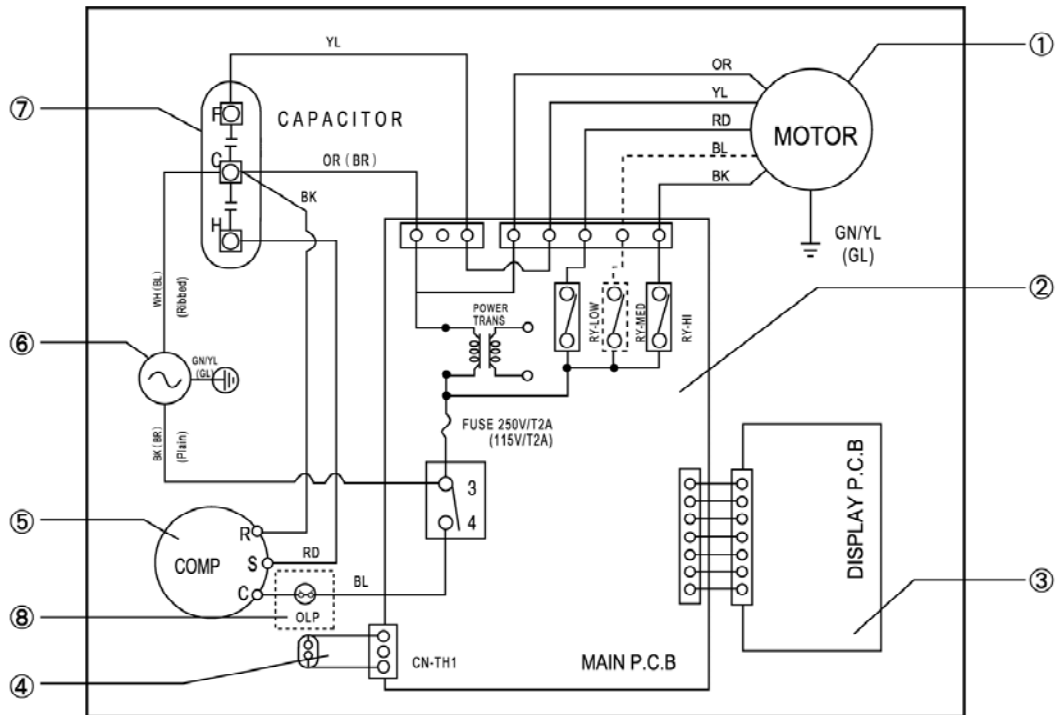 YL
OR
①
YL
⑦
F
CAPACITOR
RD
MOTOR
BL
C
OR (BR)
BK
BK
H
GN/YL
(GL)
WH(BL)
(Ribbed)
②
POWER
TRANS
RY-LOW
RY-MED
RY-HI
⑥
GN/YL
(GL)
FUSE 250V/T2A
(115V/T2A)
BK(BR)
(Plain)
3
4
⑤
R
COMP
S
RD
DISPLAY P.C.B
③
C
BL
⑧
OLP
④
CN-TH1
MAIN P.C.B